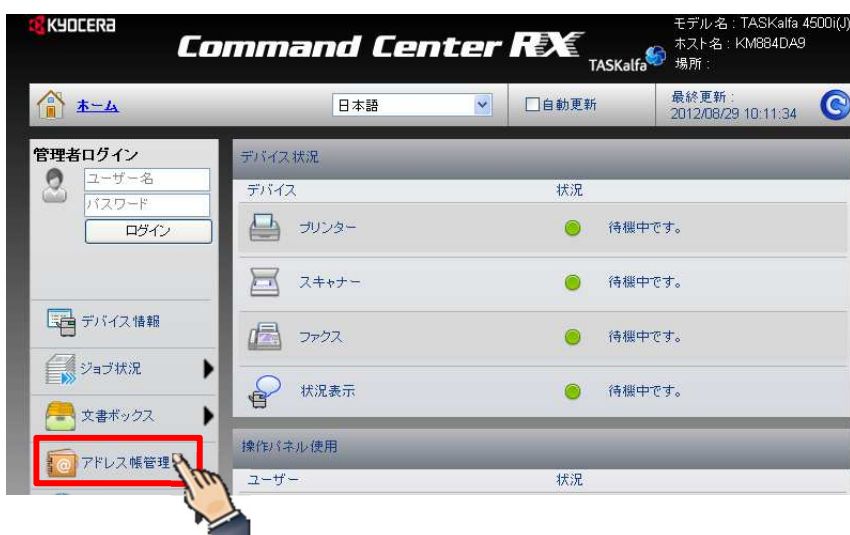 KYOCERA
Command Center RX
TASKalfa
モデル名 : TASKalfa 4500i(J)
ホスト名 : KM884DA9
場所 :
ホーム
日本語
自動更新
最終更新 :
2012/08/29 10:11:34
管理者ログイン
ユーザー名
パスワード
ログイン
デバイス情報
ジョブ状況
文書ボックス
アドレス帳管理
デバイス状況
デバイス 状況
プリンター 待機中です。
スキャナー 待機中です。
ファクス 待機中です。
状況表示 待機中です。
操作パネル使用
ユーザー 状況